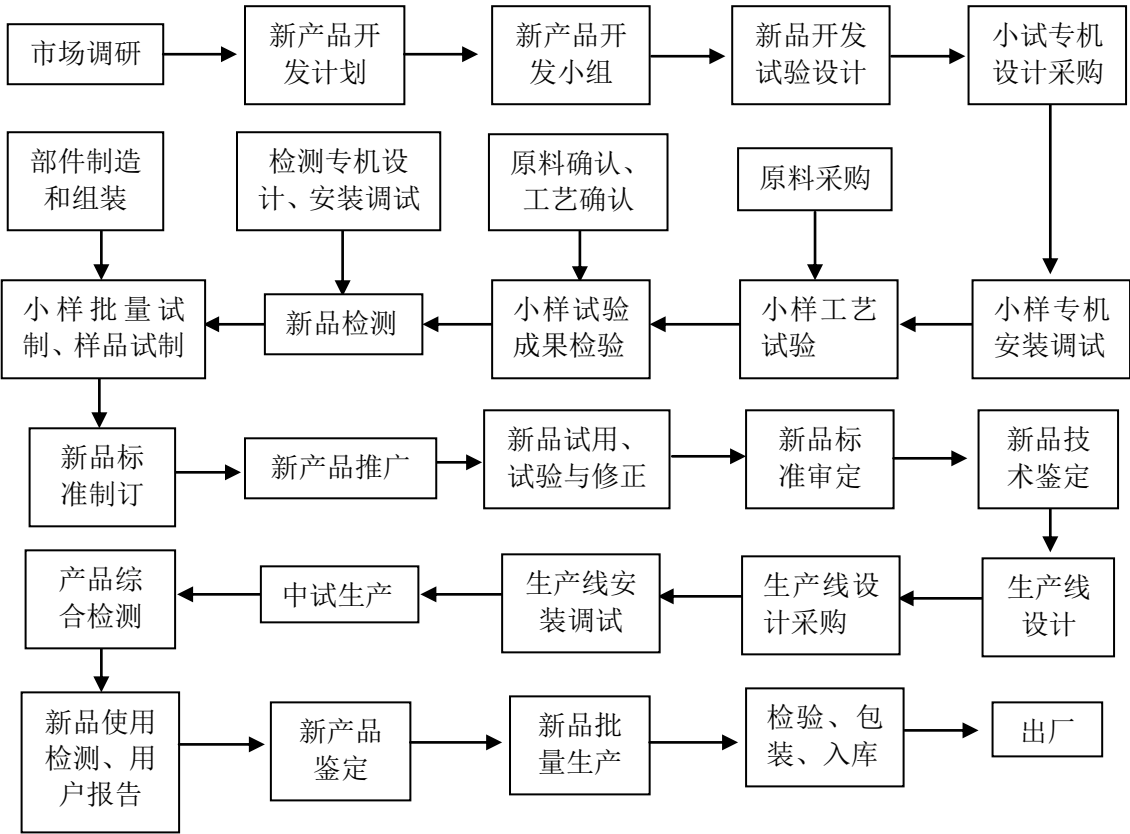 市场调研
新产品开
发计划
新产品开
发小组
新品开发
试验设计
小试专机
设计采购
部件制造
和组装
检测专机设
计、安装调试
原料确认、
工艺确认
原料采购
小样批量试
制、样品试制
新品检测
小样试验
成果检验
小样工艺
试验
小样专机
安装调试
新品标
准制订
新产品推广
新品试用、
试验与修正
新品标
准审定
新品技
术鉴定
产品综
合检测
中试生产
生产线安
装调试
生产线设
计采购
生产线
设计
新品使用
检测、用
户报告
新产品
鉴定
新品批
量生产
检验、包
装、入库
出厂